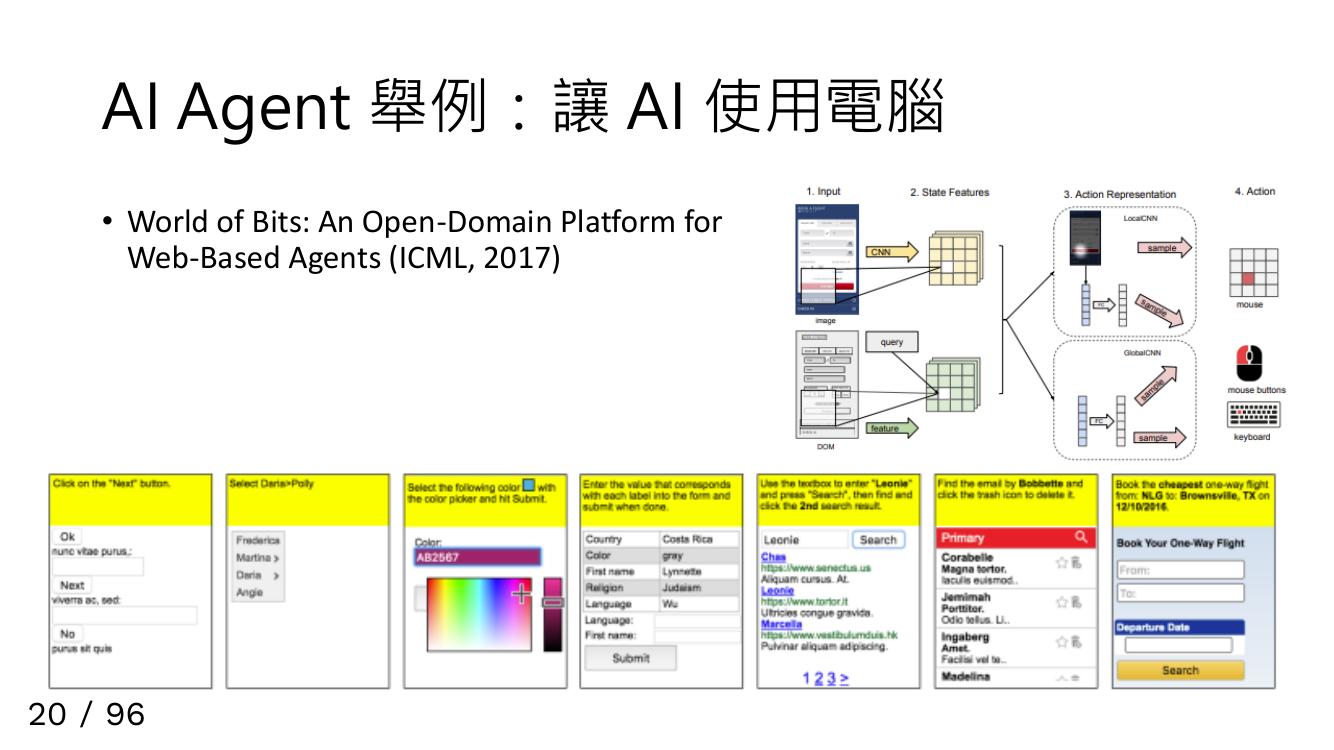 AI Agent 舉例：讓 AI 使用電腦
• World of Bits: An Open-Domain Platform for
Web-Based Agents (ICML, 2017)
1. Input
2. State Features
3. Action Representation
4. Action
CNN
image
query
feature
DOM
LocalCNN
sample
FC
sample
GlobalCNN
sample
FC
sample
mouse
mouse buttons
keyboard
Click on the "Next" button.
Ok
nunc vitae purus,:
Next
viverra ac, sed:
No
purus sit quis
Select Daria>Polly
Frederica
Martina >
Daria >
Angie
Select the following color with
the color picker and hit Submit.
Color:
AB2567
Enter the value that corresponds
with each label into the form and
submit when done.
Country Costa Rica
Color gray
First name Lynnette
Religion Judaism
Language Wu
Language:
First name:
Submit
Use the textbox to enter "Leonie"
and press "Search", then find and
click the 2nd search result.
Leonie Search
Chas
https://www.senectus.us
Aliquam cursus. At.
Leonie
https://www.tortor.it
Ultricies congue gravida.
Marcella
https://www.vestibulumduis.hk
Pulvinar aliquam adipiscing.
1 2 3 >
Find the email by Bobbette and
click the trash icon to delete it.
Primary
Corabelle
Magna tortor.
Iaculis euismod..
Jemimah
Porttitor.
Odio tellus. Li..
Ingaberg
Amet.
Facilisi vel te..
Madelina
Book the cheapest one-way flight
from: NLG to: Brownsville, TX on
12/10/2016.
Book Your One-Way Flight
From:
To:
Departure Date
Search
20 / 96